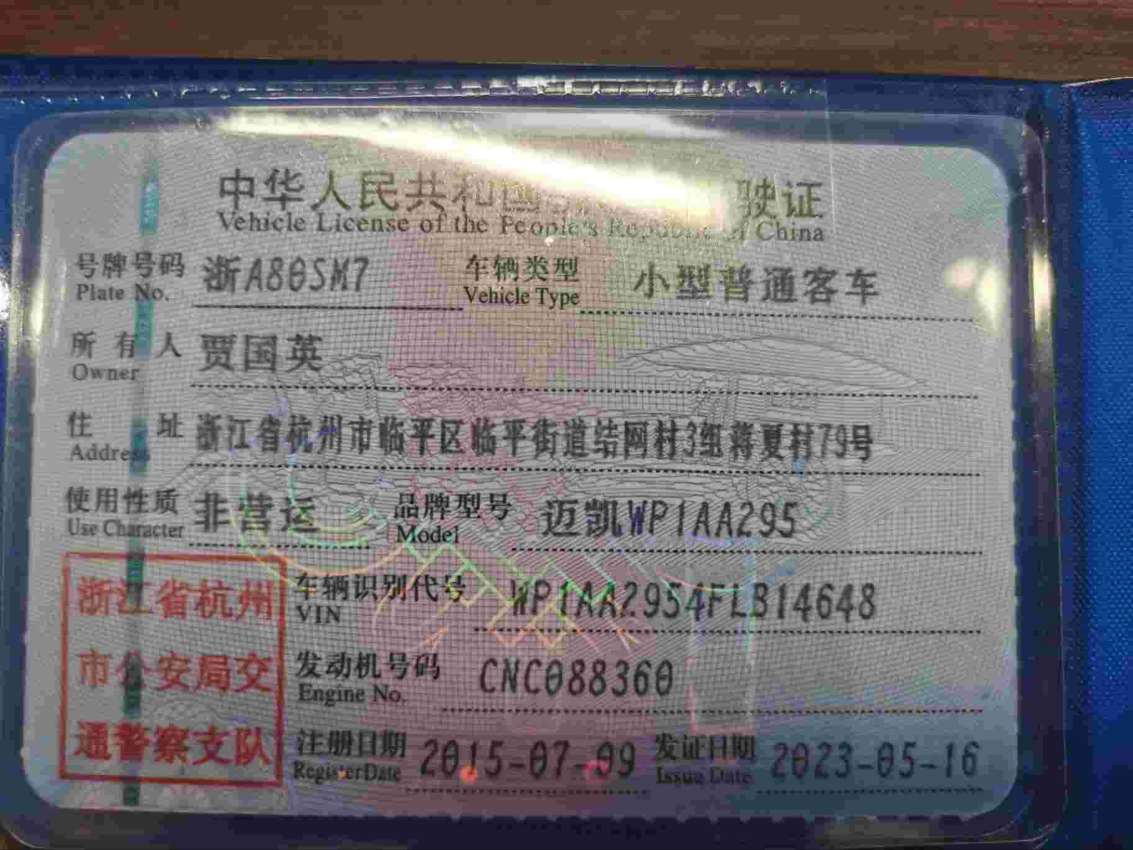 中华人民共和国 驶证
Vehicle License of the People's Republic of China
号牌号码 浙A80SM7 车辆类型 小型普通客车
Plate No. Vehicle Type
所有人 贾国英
Owner
住址 浙江省杭州市临平区临平街道结网村3组蒋夏村79号
Address
使用性质 非营运 品牌型号 迈凯WP1AA295
Use Character Model
浙江省杭州 车辆识别代号 WP1AA2954FLB14648
VIN
市公安局交 发动机号码 CNC088360
Engine No.
通警察支队 注册日期 2015-07-09 发证日期 2023-05-16
Register Date Issue Date